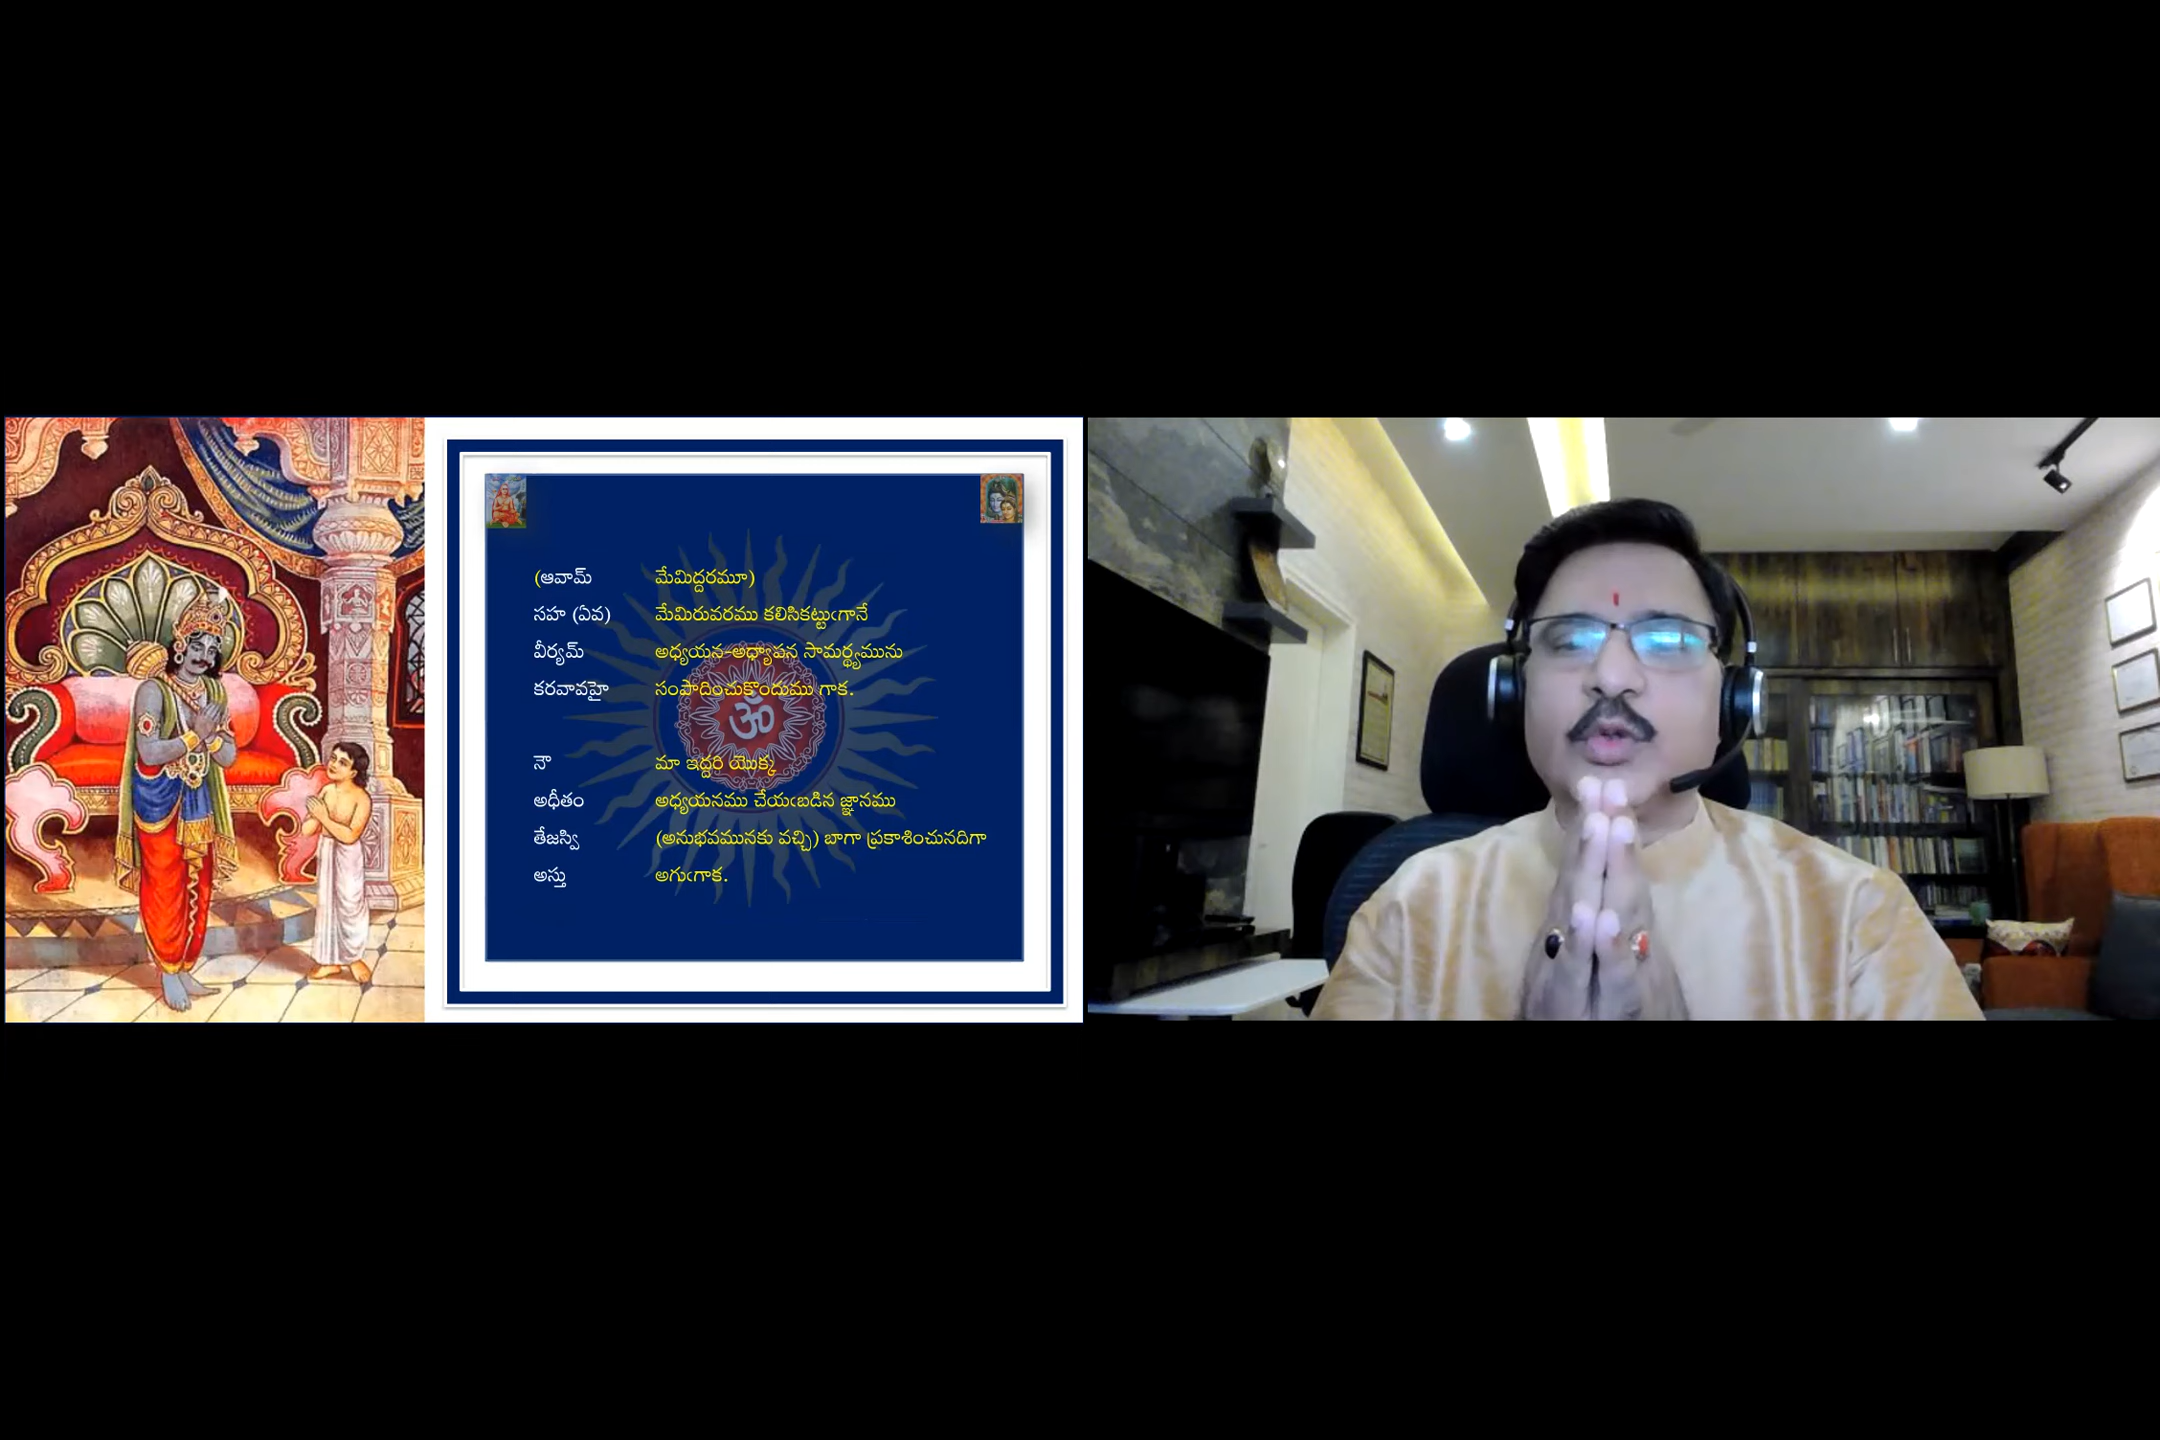 (ఆవామ్ మేమిద్దరమూ)
సహ (ఏవ) మేమిరువరము కలిసికట్టుఁగానే
వీర్యమ్ అధ్యయన-అధ్యాపన సామర్థ్యమును
కరవావహై సంపాదించుకొందుము గాక.
నౌ మా ఇద్దరి యొక్క
అధీతం అధ్యయనము చేయఁబడిన జ్ఞానము
తేజస్వి (అనుభవమునకు వచ్చి) బాగా ప్రకాశించునదిగా
అస్తు అగుఁగాక.
ॐ